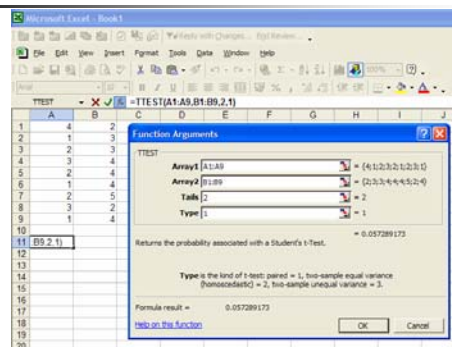 Microsoft Excel - Book1
File Edit View Insert Format Tools Data Window Help
100%
TTEST =TTEST(A1:A9,B1:B9,2,1)
A B C D E F G H I J
1 4 2
2 1 3
3 2 3
4 3 4
5 2 4
6 1 4
7 2 5
8 3 2
9 1 4
10
11 B9,2,1)
12
13
14
15
16
17
18
19
20
Function Arguments
TTEST
Array1 A1:A9 = {4;1;2;3;2;1;2;3;1}
Array2 B1:B9 = {2;3;3;4;4;4;5;2;4}
Tails 2 = 2
Type 1 = 1
= 0.057289173
Returns the probability associated with a Student's t-Test.
Type is the kind of t-test: paired = 1, two-sample equal variance
(homoscedastic) = 2, two-sample unequal variance = 3.
Formula result = 0.057289173
Help on this function OK Cancel